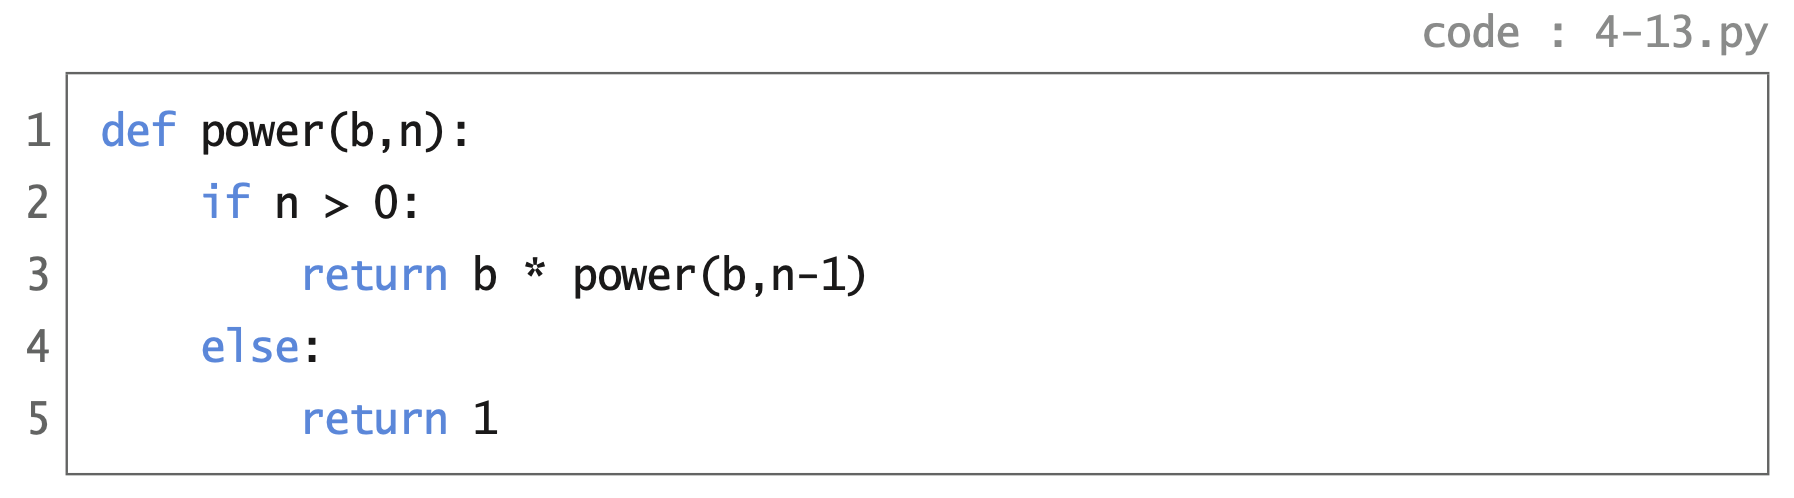 code : 4-13.py
1 def power(b,n):
2     if n > 0:
3         return b * power(b,n-1)
4     else:
5         return 1